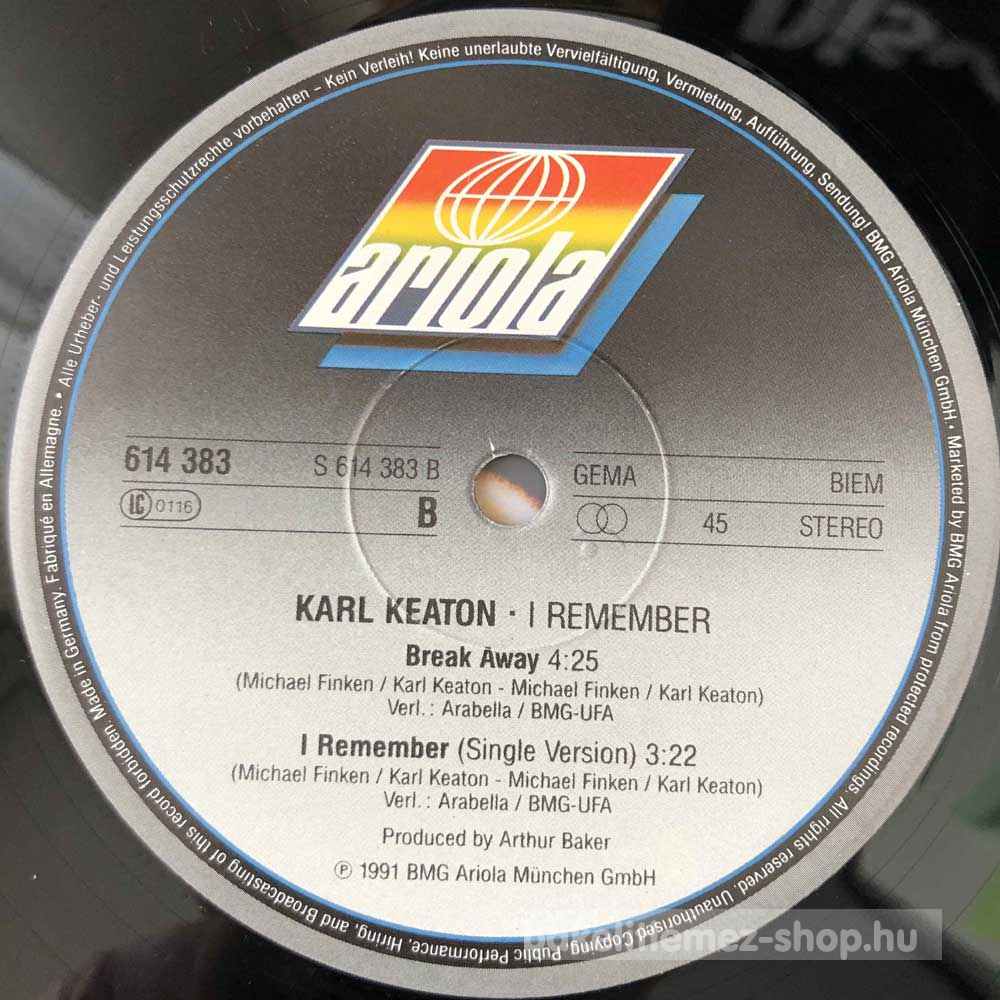 Alle Urheber- und Leistungsschutzrechte vorbehalten – Kein Verleih! Keine unerlaubte Vervielfältigung, Vermietung, Aufführung, Sendung! BMG Ariola München GmbH. • Marketed by BMG Ariola from protected recordings. All rights reserved. Unauthorised Copying, Public Performance, Hiring, and Broadcasting of this record forbidden. Made in Germany. Fabriqué en Allemagne. •
ariola
614 383 S 614 383 B
LC 0116 B
GEMA BIEM
45 STEREO
KARL KEATON · I REMEMBER
Break Away 4:25
(Michael Finken / Karl Keaton - Michael Finken / Karl Keaton)
Verl.: Arabella / BMG-UFA
I Remember (Single Version) 3:22
(Michael Finken / Karl Keaton - Michael Finken / Karl Keaton)
Verl.: Arabella / BMG-UFA
Produced by Arthur Baker
℗ 1991 BMG Ariola München GmbH
bakelitlemez-shop.hu